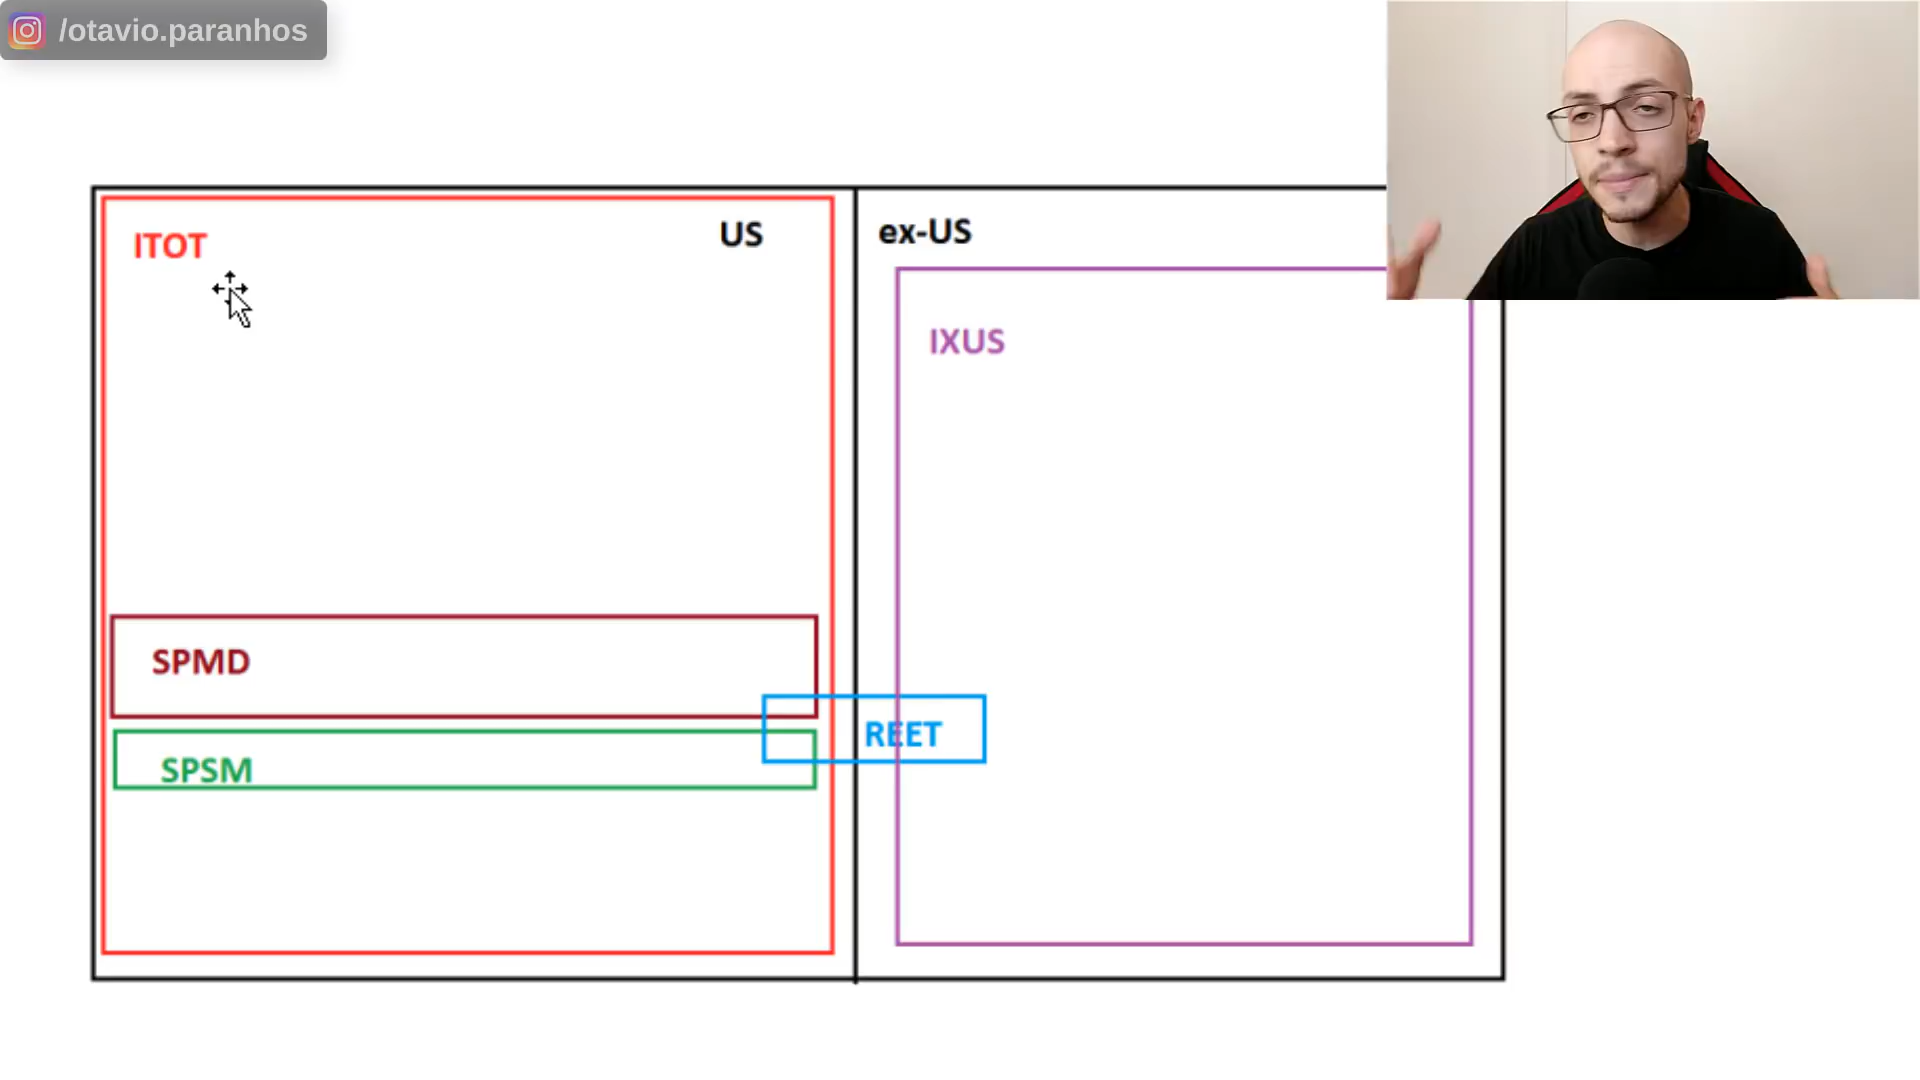 /otavio.paranhos
ITOT
US
ex-US
IXUS
SPMD
REET
SPSM